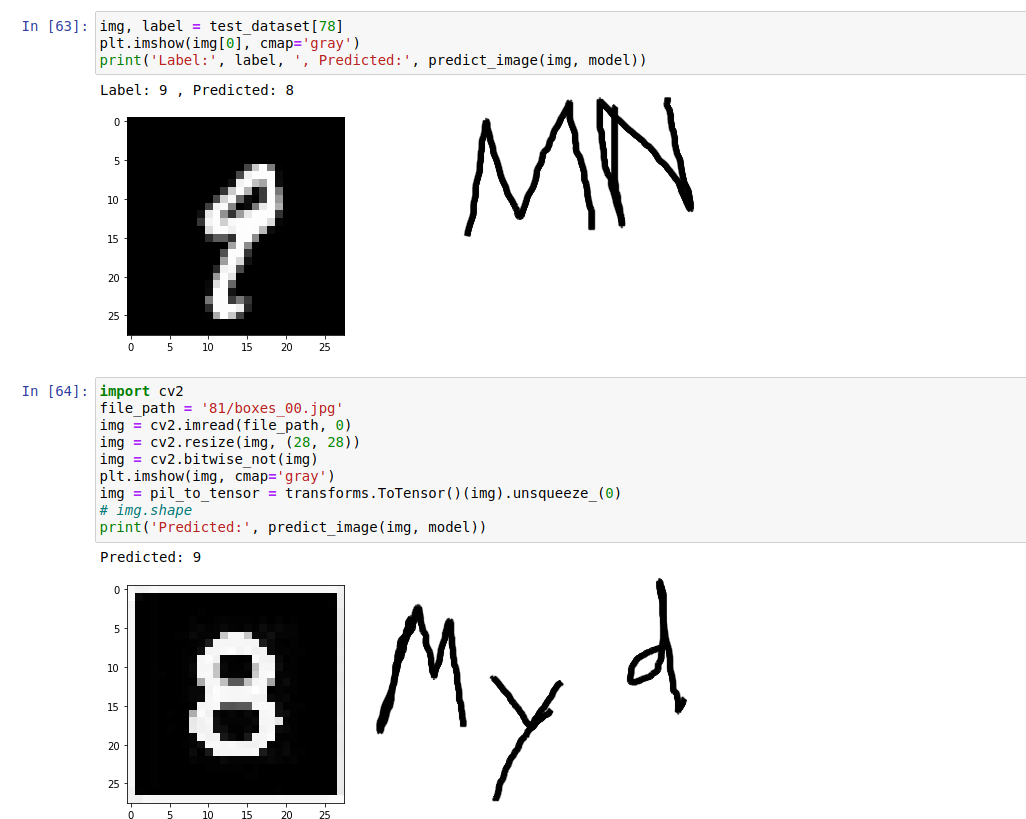 In [63]: img, label = test_dataset[78]
plt.imshow(img[0], cmap='gray')
print('Label:', label, ', Predicted:', predict_image(img, model))
Label: 9 , Predicted: 8
MN
0
5
10
15
20
25
0 5 10 15 20 25
In [64]: import cv2
file_path = '81/boxes_00.jpg'
img = cv2.imread(file_path, 0)
img = cv2.resize(img, (28, 28))
img = cv2.bitwise_not(img)
plt.imshow(img, cmap='gray')
img = pil_to_tensor = transforms.ToTensor()(img).unsqueeze_(0)
# img.shape
print('Predicted:', predict_image(img, model))
Predicted: 9
My d
0
5
10
15
20
25
8
0 5 10 15 20 25